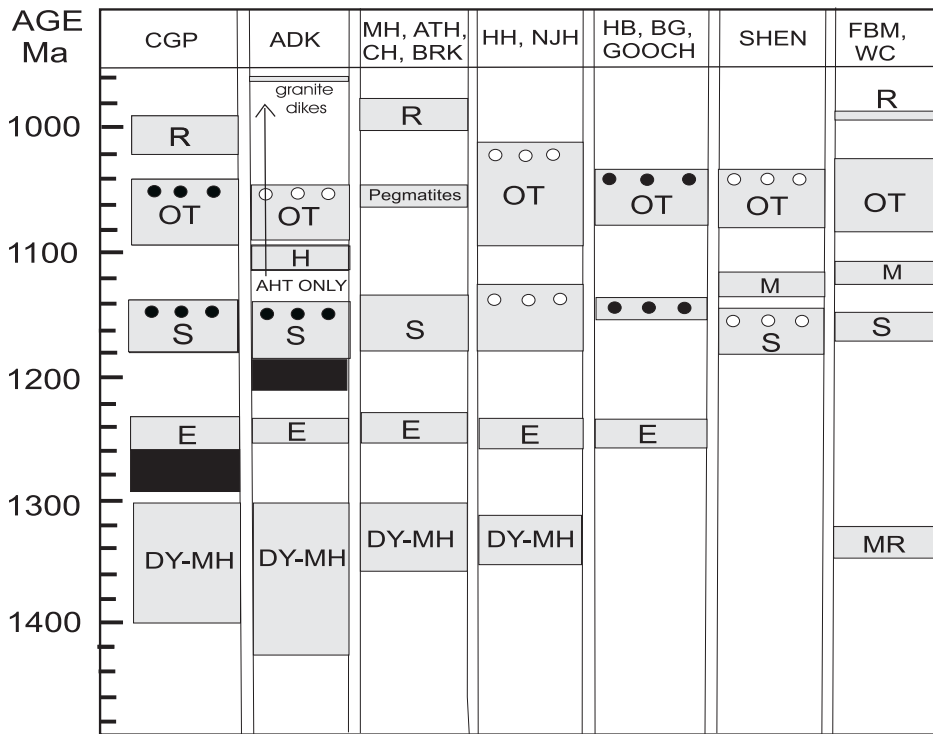 AGE
Ma
CGP
ADK
MH, ATH,
CH, BRK
HH, NJH
HB, BG,
GOOCH
SHEN
FBM,
WC
granite
dikes
R
R
R
1000
Pegmatites
OT
OT
OT
OT
OT
OT
1100
H
AHT ONLY
M
M
S
S
S
S
S
1200
E
E
E
E
E
1300
DY-MH
DY-MH
DY-MH
DY-MH
MR
1400